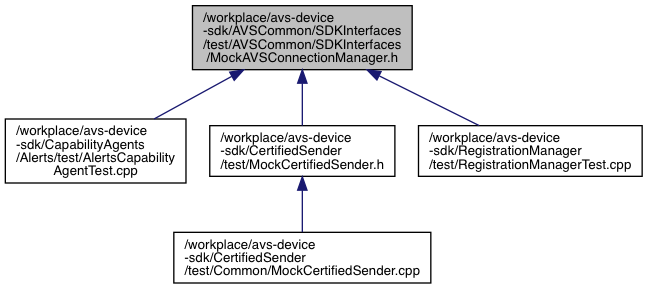 /workplace/avs-device
-sdk/AVSCommon/SDKInterfaces
/test/AVSCommon/SDKInterfaces
/MockAVSConnectionManager.h
/workplace/avs-device
-sdk/CapabilityAgents
/Alerts/test/AlertsCapability
AgentTest.cpp
/workplace/avs-device
-sdk/CertifiedSender
/test/MockCertifiedSender.h
/workplace/avs-device
-sdk/RegistrationManager
/test/RegistrationManagerTest.cpp
/workplace/avs-device
-sdk/CertifiedSender
/test/Common/MockCertifiedSender.cpp